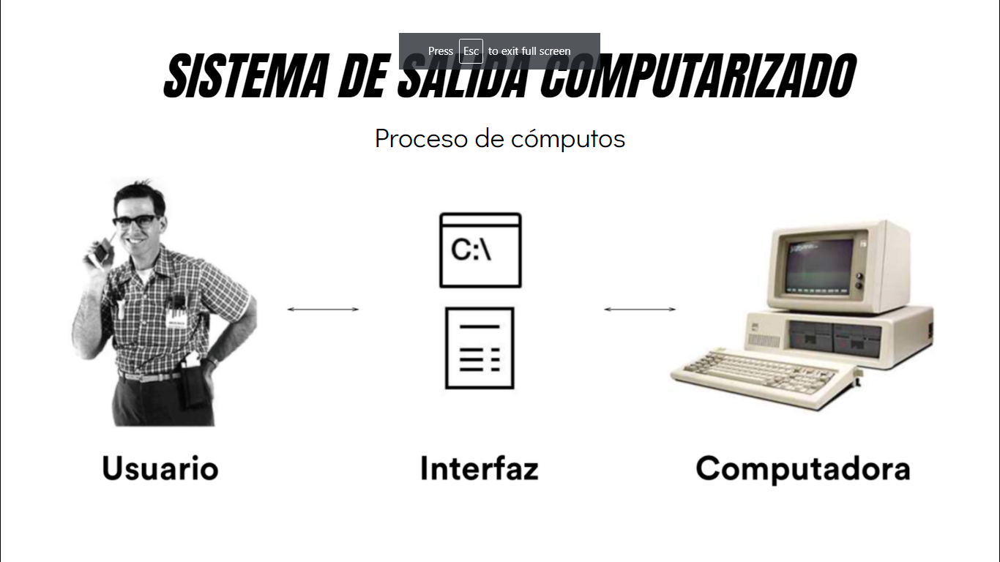 Press Esc to exit full screen
SISTEMA DE SALIDA COMPUTARIZADO
Proceso de cómputos
C:\
Usuario
Interfaz
Computadora